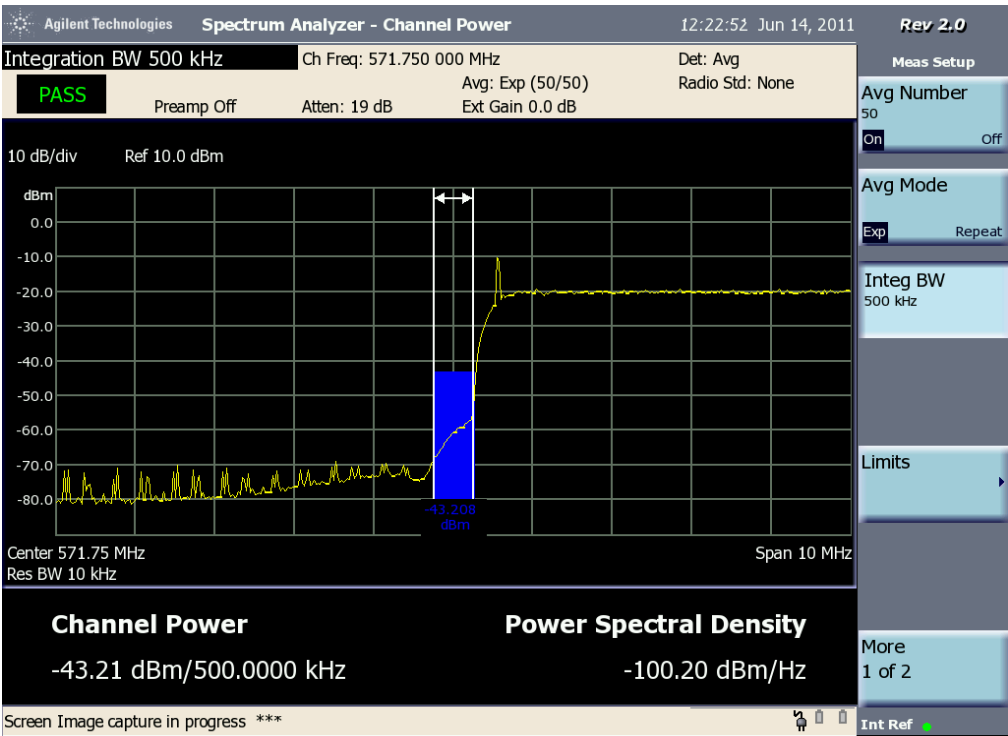 Agilent Technologies Spectrum Analyzer - Channel Power 12:22:52 Jun 14, 2011 Rev 2.0
Integration BW 500 kHz Ch Freq: 571.750 000 MHz Det: Avg
Avg: Exp (50/50) Radio Std: None
PASS Preamp Off Atten: 19 dB Ext Gain 0.0 dB
10 dB/div Ref 10.0 dBm
dBm
0.0
-10.0
-20.0
-30.0
-40.0
-50.0
-60.0
-70.0
-80.0
-43.208
dBm
Center 571.75 MHz Span 10 MHz
Res BW 10 kHz
Channel Power Power Spectral Density
-43.21 dBm/500.0000 kHz -100.20 dBm/Hz
Screen Image capture in progress ***
Meas Setup
Avg Number
50
On Off
Avg Mode
Exp Repeat
Integ BW
500 kHz
Limits
More
1 of 2
Int Ref